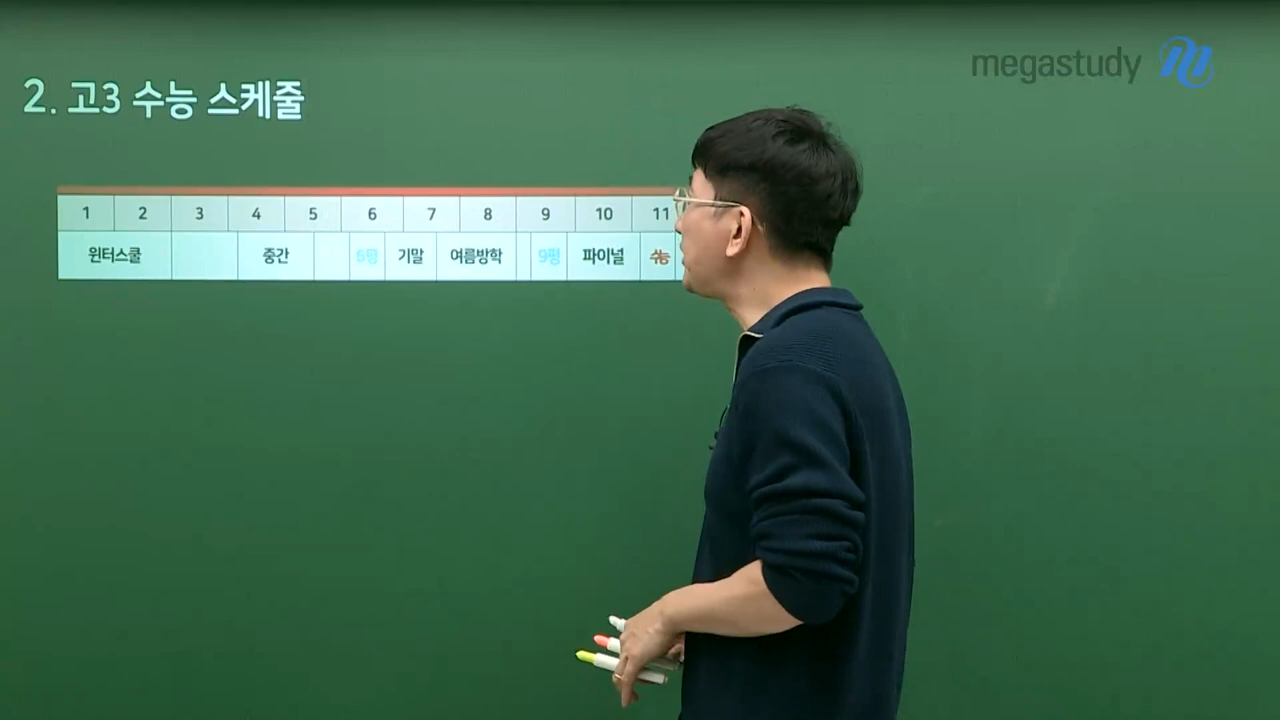 megastudy
2. 고3 수능 스케줄
1 2 3 4 5 6 7 8 9 10 11
윈터스쿨 중간 6평 기말 여름방학 9평 파이널 수능